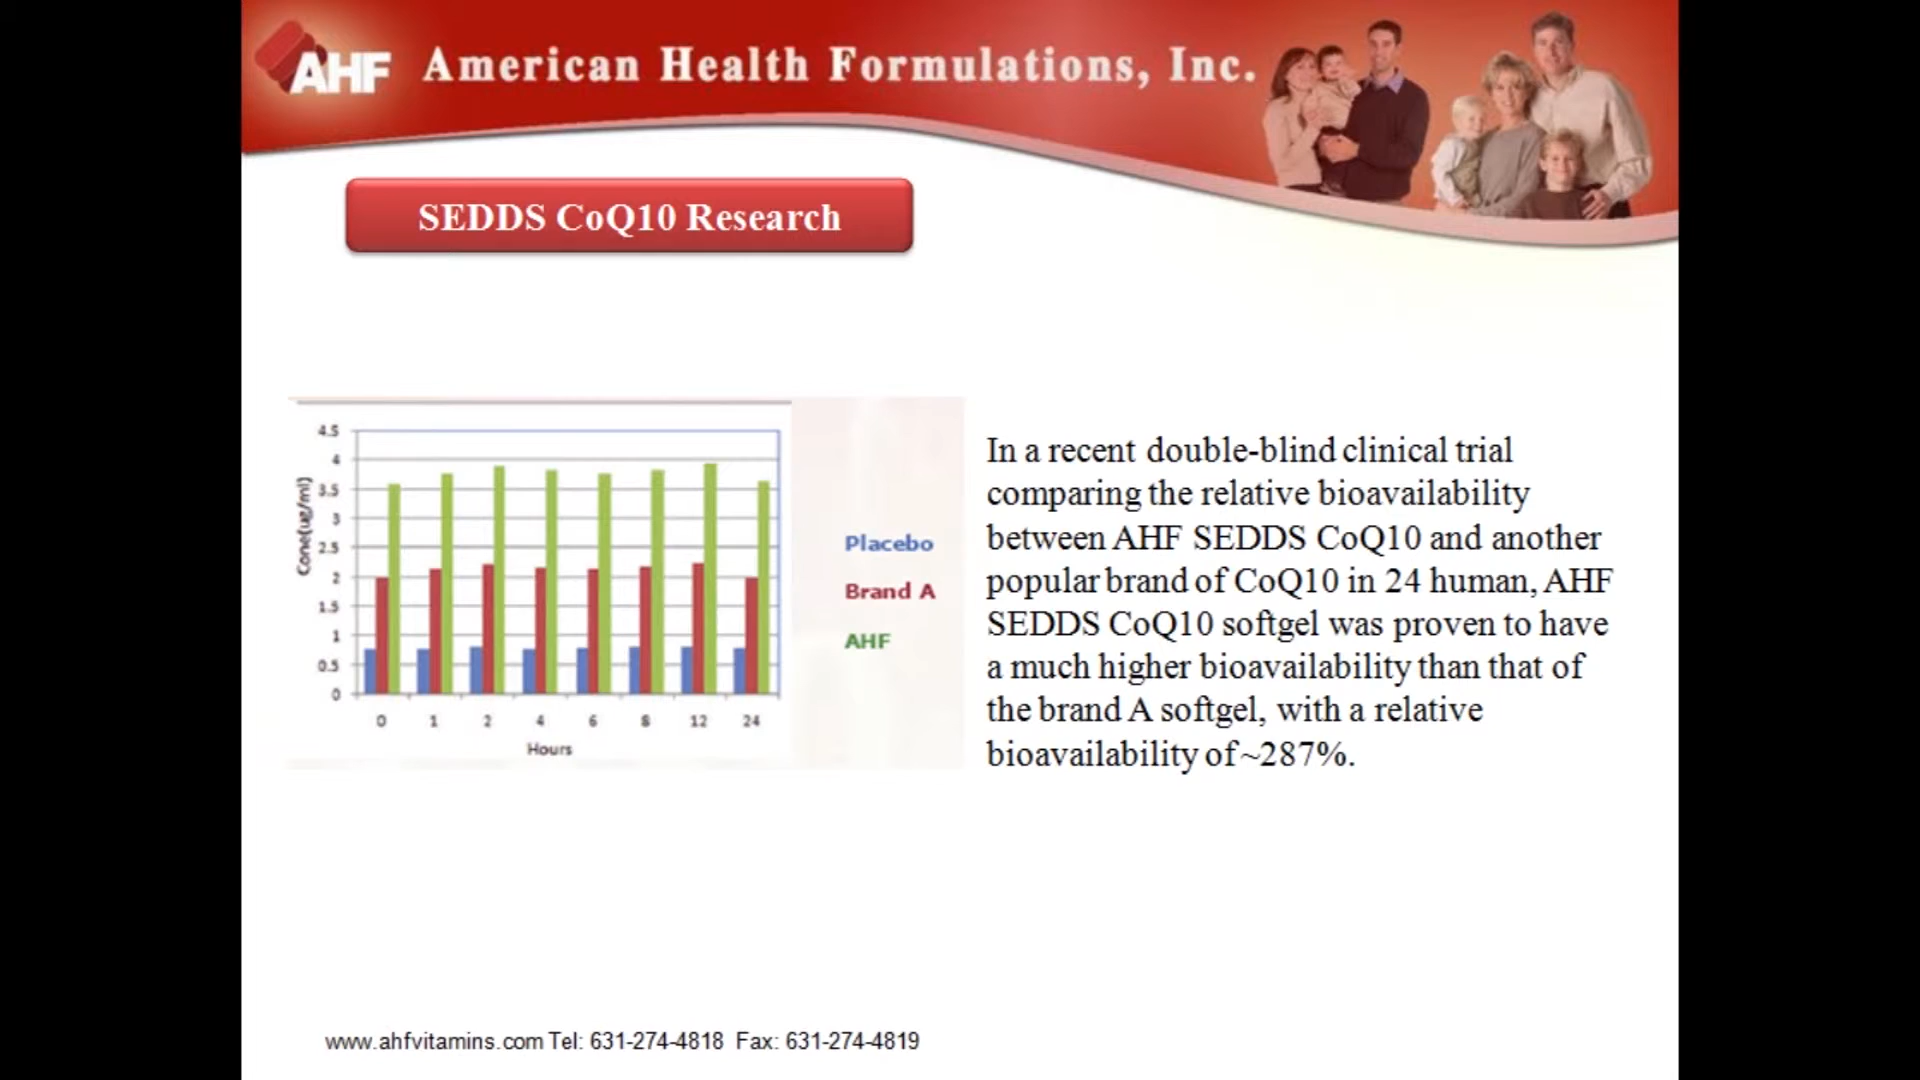 AHF American Health Formulations, Inc.
SEDDS CoQ10 Research
4.5
4
3.5
3
2.5
2
1.5
1
0.5
0
Conc(ug/ml)
0 1 2 4 6 8 12 24
Hours
Placebo
Brand A
AHF
In a recent double-blind clinical trial
comparing the relative bioavailability
between AHF SEDDS CoQ10 and another
popular brand of CoQ10 in 24 human, AHF
SEDDS CoQ10 softgel was proven to have
a much higher bioavailability than that of
the brand A softgel, with a relative
bioavailability of ~287%.
www.ahfvitamins.com Tel: 631-274-4818 Fax: 631-274-4819